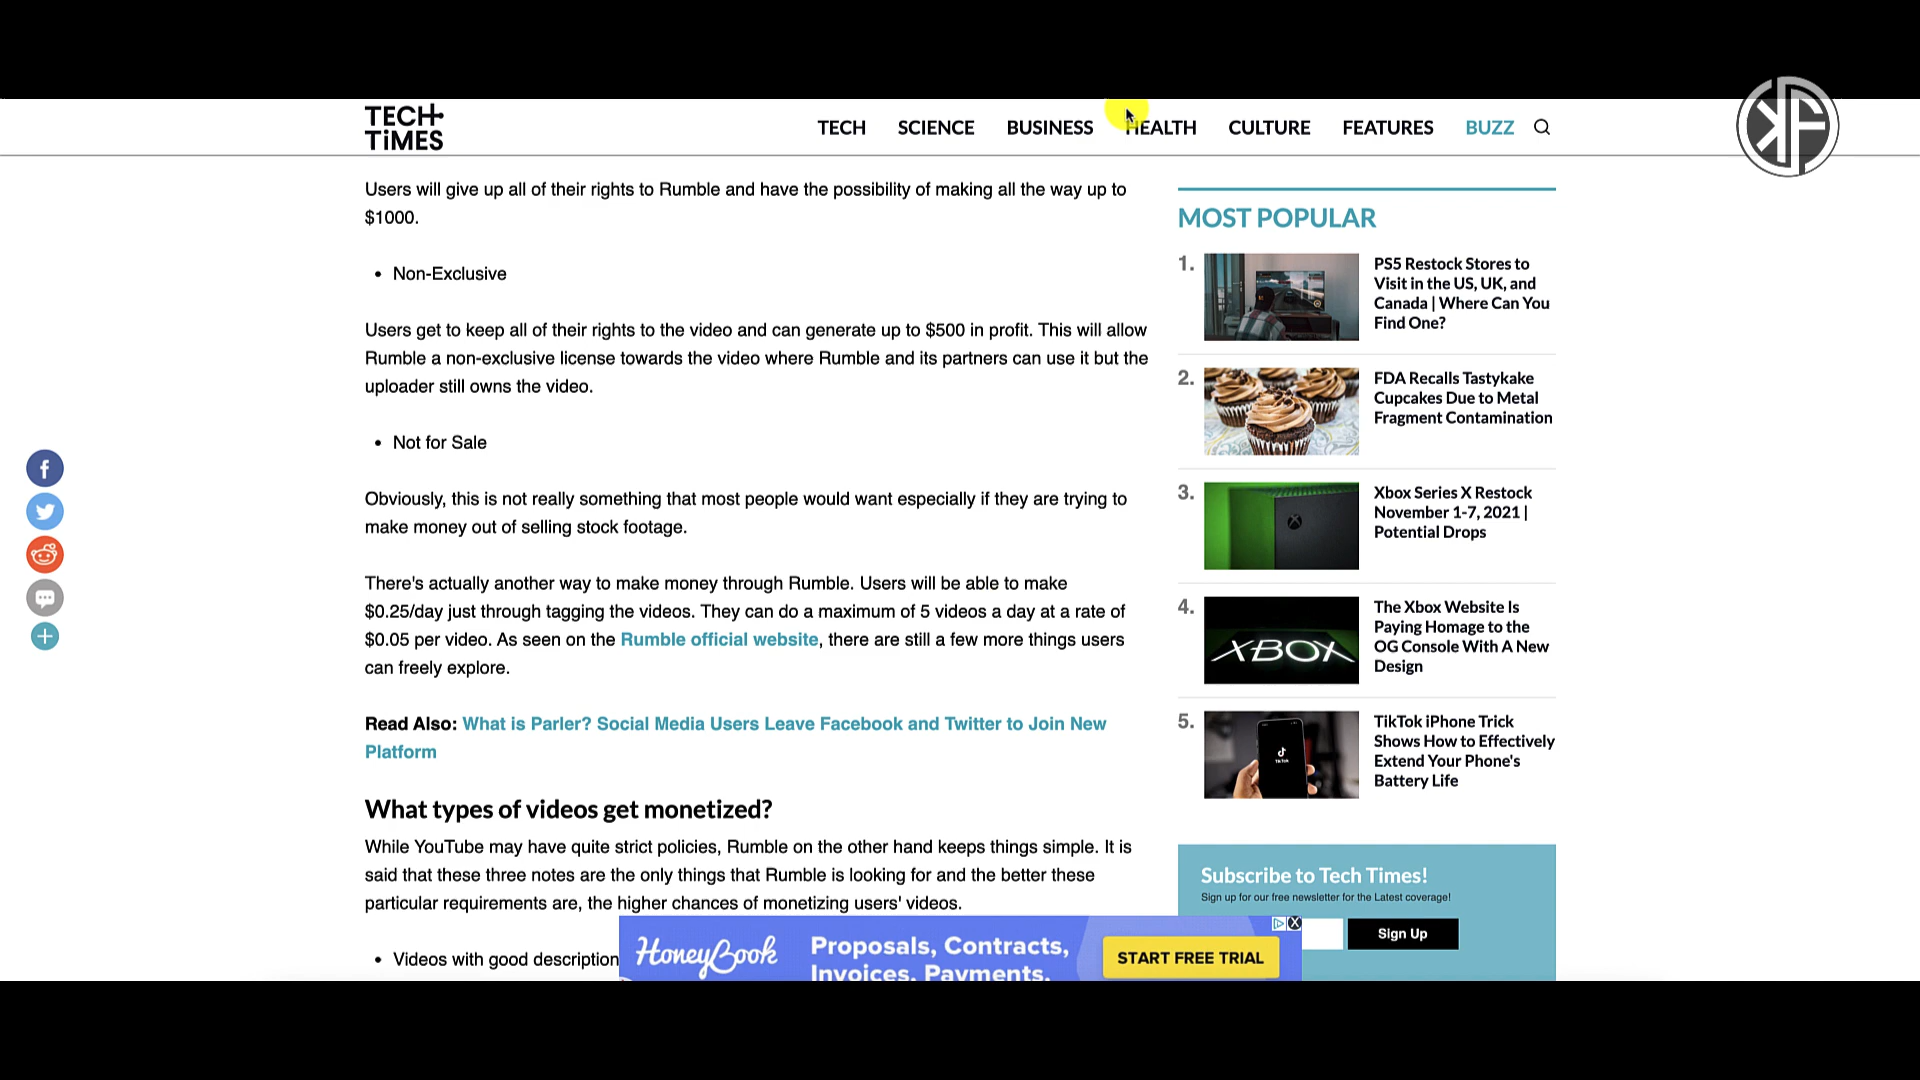 TECH TiMES
TECH SCIENCE BUSINESS HEALTH CULTURE FEATURES BUZZ
Users will give up all of their rights to Rumble and have the possibility of making all the way up to
$1000.
• Non-Exclusive
Users get to keep all of their rights to the video and can generate up to $500 in profit. This will allow
Rumble a non-exclusive license towards the video where Rumble and its partners can use it but the
uploader still owns the video.
• Not for Sale
Obviously, this is not really something that most people would want especially if they are trying to
make money out of selling stock footage.
There's actually another way to make money through Rumble. Users will be able to make
$0.25/day just through tagging the videos. They can do a maximum of 5 videos a day at a rate of
$0.05 per video. As seen on the Rumble official website, there are still a few more things users
can freely explore.
Read Also: What is Parler? Social Media Users Leave Facebook and Twitter to Join New
Platform
What types of videos get monetized?
While YouTube may have quite strict policies, Rumble on the other hand keeps things simple. It is
said that these three notes are the only things that Rumble is looking for and the better these
particular requirements are, the higher chances of monetizing users' videos.
• Videos with good description
MOST POPULAR
1.
PS5 Restock Stores to
Visit in the US, UK, and
Canada | Where Can You
Find One?
2.
FDA Recalls Tastykake
Cupcakes Due to Metal
Fragment Contamination
3.
Xbox Series X Restock
November 1-7, 2021 |
Potential Drops
4.
XBOX
The Xbox Website Is
Paying Homage to the
OG Console With A New
Design
5.
TikTok
TikTok iPhone Trick
Shows How to Effectively
Extend Your Phone's
Battery Life
Subscribe to Tech Times!
Sign up for our free newsletter for the Latest coverage!
Sign Up
HoneyBook
Proposals, Contracts,
Invoices, Payments.
START FREE TRIAL
KF